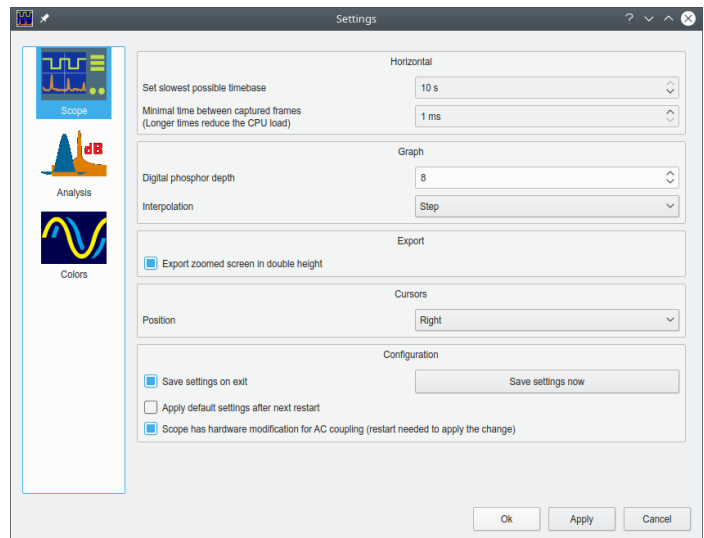 Settings
Scope
dB
Analysis
Colors
Horizontal
Set slowest possible timebase
10 s
Minimal time between captured frames
(Longer times reduce the CPU load)
1 ms
Graph
Digital phosphor depth
8
Interpolation
Step
Export
Export zoomed screen in double height
Cursors
Position
Right
Configuration
Save settings on exit
Save settings now
Apply default settings after next restart
Scope has hardware modification for AC coupling (restart needed to apply the change)
Ok
Apply
Cancel